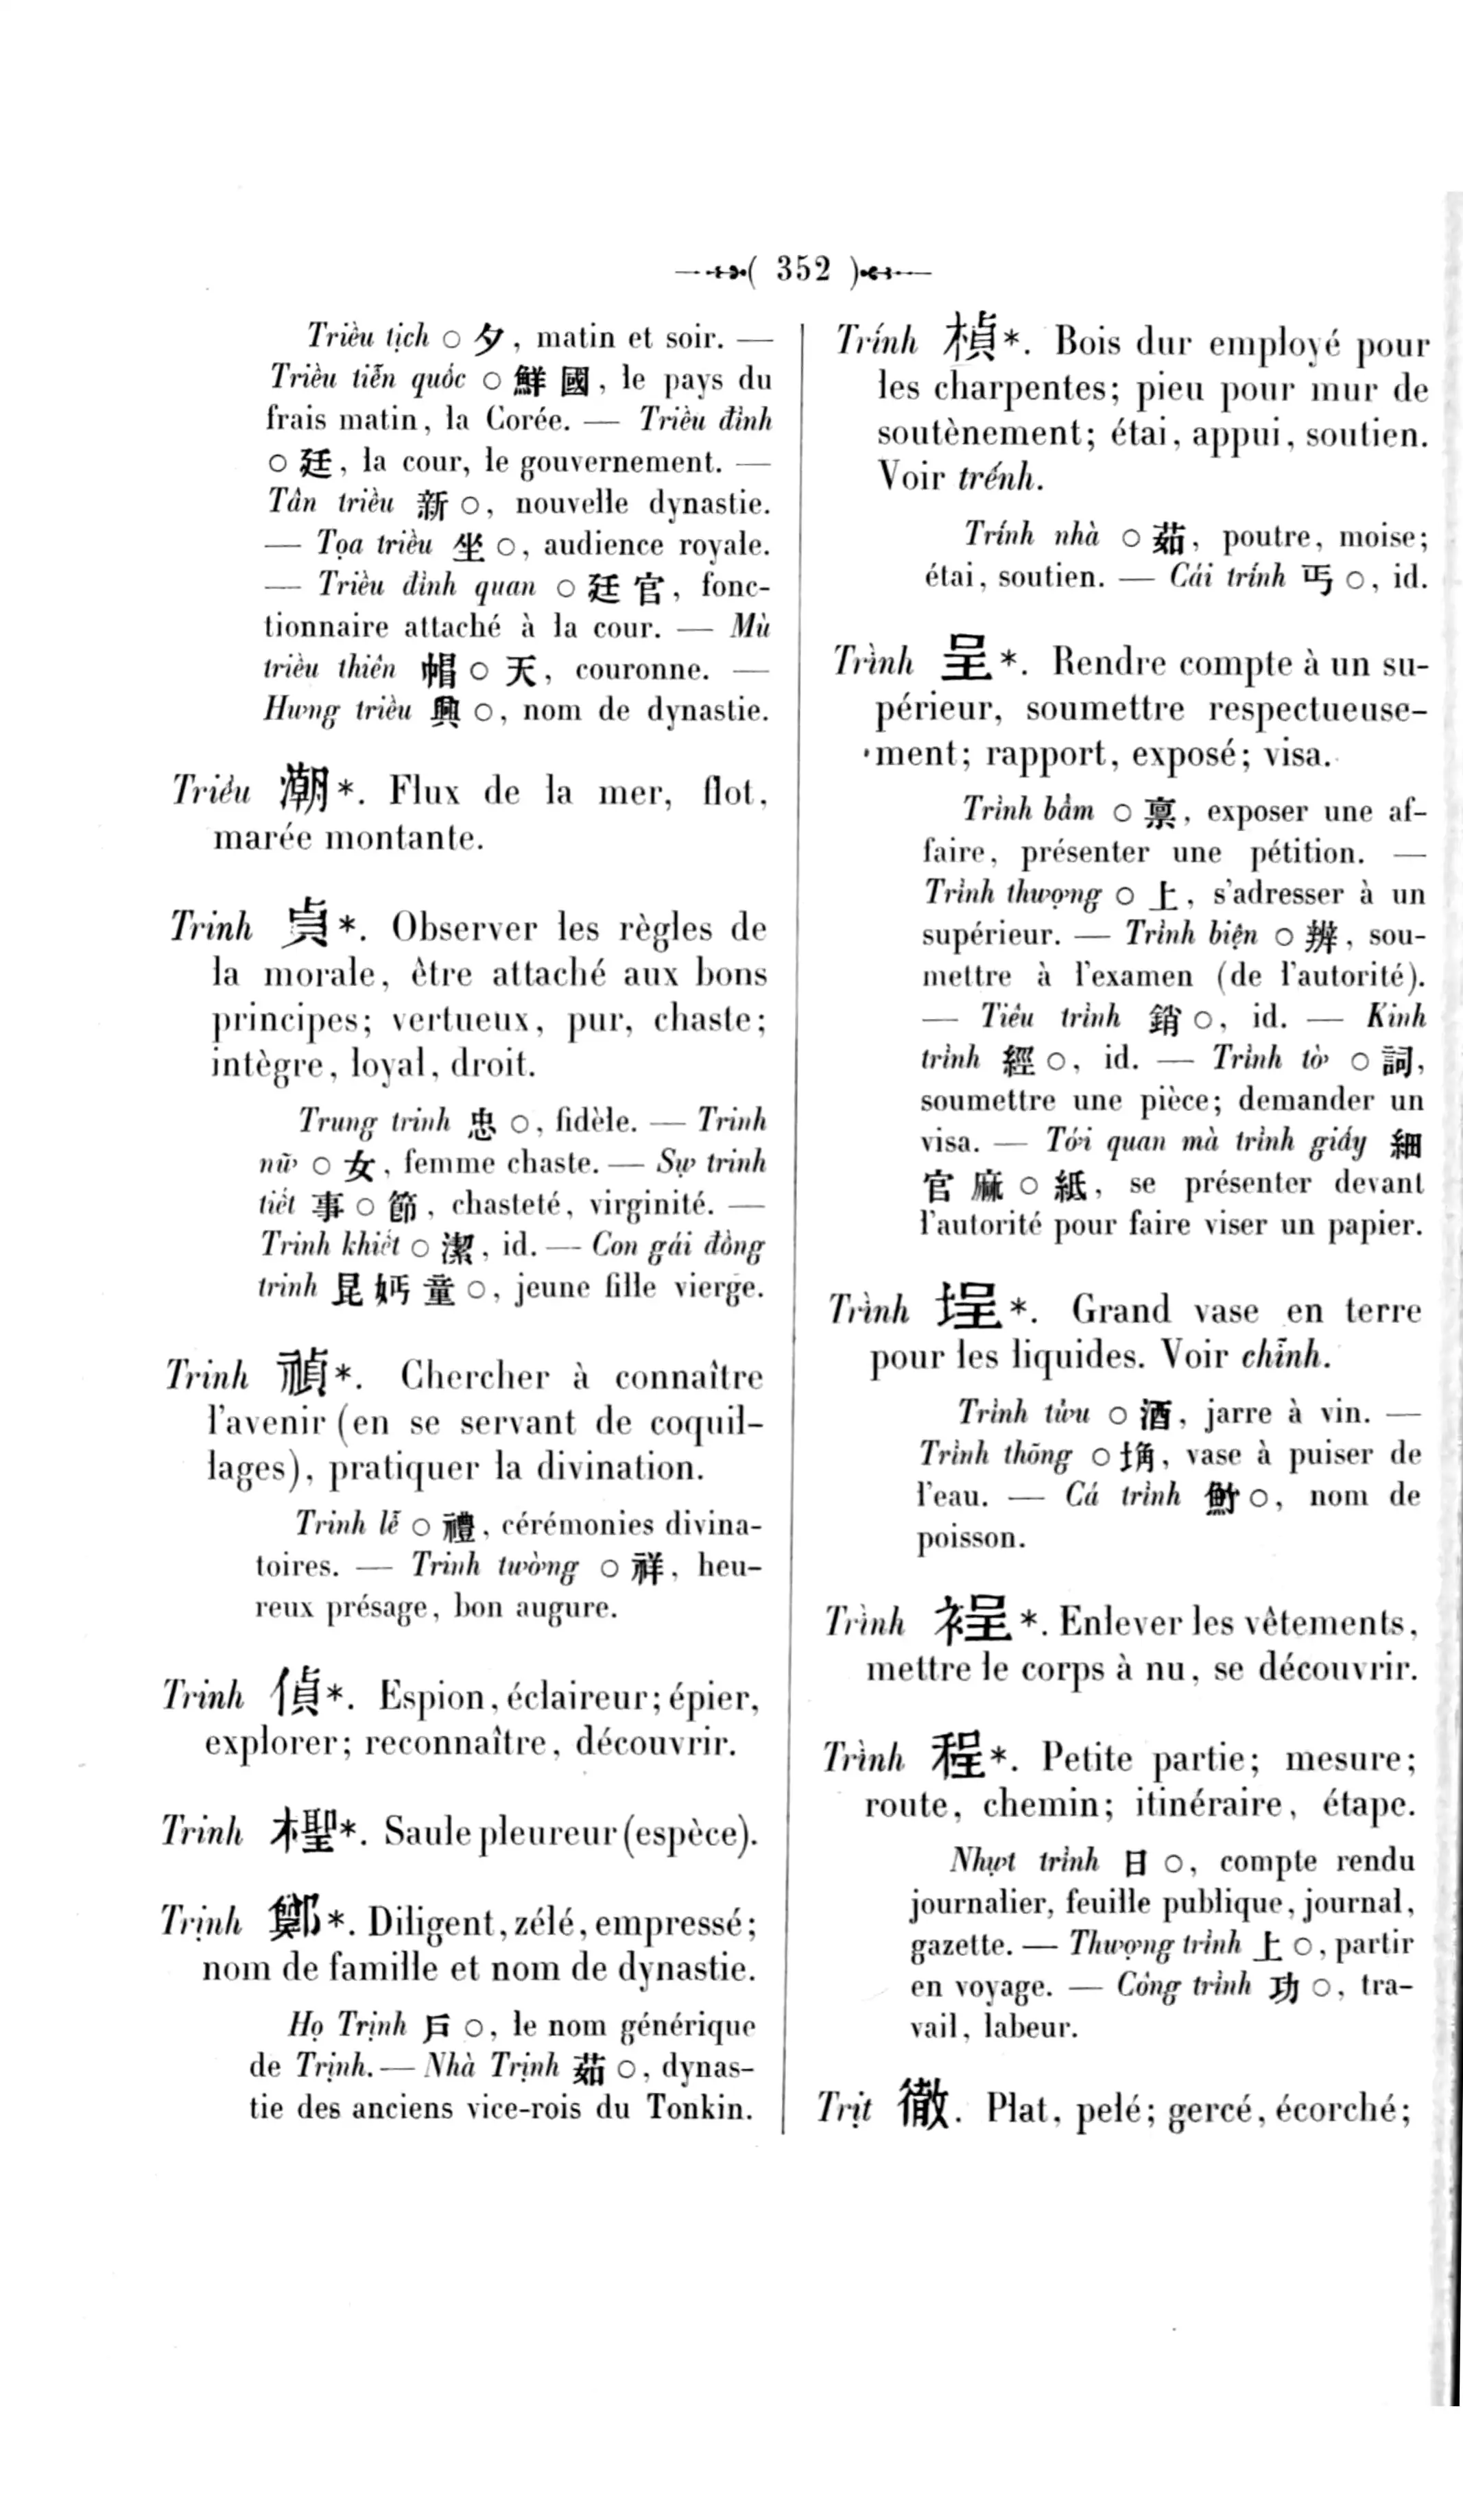 ( 352 )
Triều tịch ○ 夕, matin et soir. —
Triều tiễn quốc ○ 鮮 國, le pays du
frais matin, la Corée. — Triều đình
○ 廷, la cour, le gouvernement. —
Tân triều 新 ○, nouvelle dynastie.
— Tọa triều 坐 ○, audience royale.
— Triều đình quan ○ 廷 官, fonc-
tionnaire attaché à la cour. — Mù
triều thiên 帽 ○ 天, couronne. —
Hưng triều 興 ○, nom de dynastie.
Triều 潮*. Flux de la mer, flot,
marée montante.
Trinh 貞*. Observer les règles de
la morale, être attaché aux bons
principes; vertueux, pur, chaste;
intègre, loyal, droit.
Trung trinh 忠 ○, fidèle. — Trinh
nữ ○ 女, femme chaste. — Sự trinh
tiết 事 ○ 節, chasteté, virginité. —
Trinh khiết ○ 潔, id. — Con gái đồng
trinh 昆 妈 童 ○, jeune fille vierge.
Trinh 禎*. Chercher à connaître
l'avenir (en se servant de coquil-
lages), pratiquer la divination.
Trinh lễ ○ 禮, cérémonies divina-
toires. — Trinh tường ○ 祥, heu-
reux présage, bon augure.
Trinh 偵*. Espion, éclaireur; épier,
explorer; reconnaître, découvrir.
Trinh 檉*. Saule pleureur (espèce).
Trịnh 鄭*. Diligent, zélé, empressé;
nom de famille et nom de dynastie.
Họ Trịnh 戶 ○, le nom générique
de Trịnh. — Nhà Trịnh 茹 ○, dynas-
tie des anciens vice-rois du Tonkin.
Trính 楨*. Bois dur employé pour
les charpentes; pieu pour mur de
soutènement; étai, appui, soutien.
Voir trếnh.
Trính nhà ○ 茹, poutre, moise;
étai, soutien. — Cái trính 丐 ○, id.
Trình 呈*. Rendre compte à un su-
périeur, soumettre respectueuse-
ment; rapport, exposé; visa.
Trình bẩm ○ 稟, exposer une af-
faire, présenter une pétition. —
Trình thượng ○ 上, s'adresser à un
supérieur. — Trình biện ○ 辦, sou-
mettre à l'examen (de l'autorité).
— Tiêu trình 銷 ○, id. — Kinh
trình 經 ○, id. — Trình tờ ○ 詞,
soumettre une pièce; demander un
visa. — Tới quan mà trình giấy 細
官 麻 ○ 紙, se présenter devant
l'autorité pour faire viser un papier.
Trình 埕*. Grand vase en terre
pour les liquides. Voir chĩnh.
Trình tửu ○ 酒, jarre à vin. —
Trình thõng ○ 埇, vase à puiser de
l'eau. — Cá trình ○, nom de
poisson.
Trình 裎*. Enlever les vêtements,
mettre le corps à nu, se découvrir.
Trình 程*. Petite partie; mesure;
route, chemin; itinéraire, étape.
Nhựt trình 日 ○, compte rendu
journalier, feuille publique, journal,
gazette. — Thượng trình 上 ○, partir
en voyage. — Công trình 功 ○, tra-
vail, labeur.
Trịt 徹. Plat, pelé; gercé, écorché;